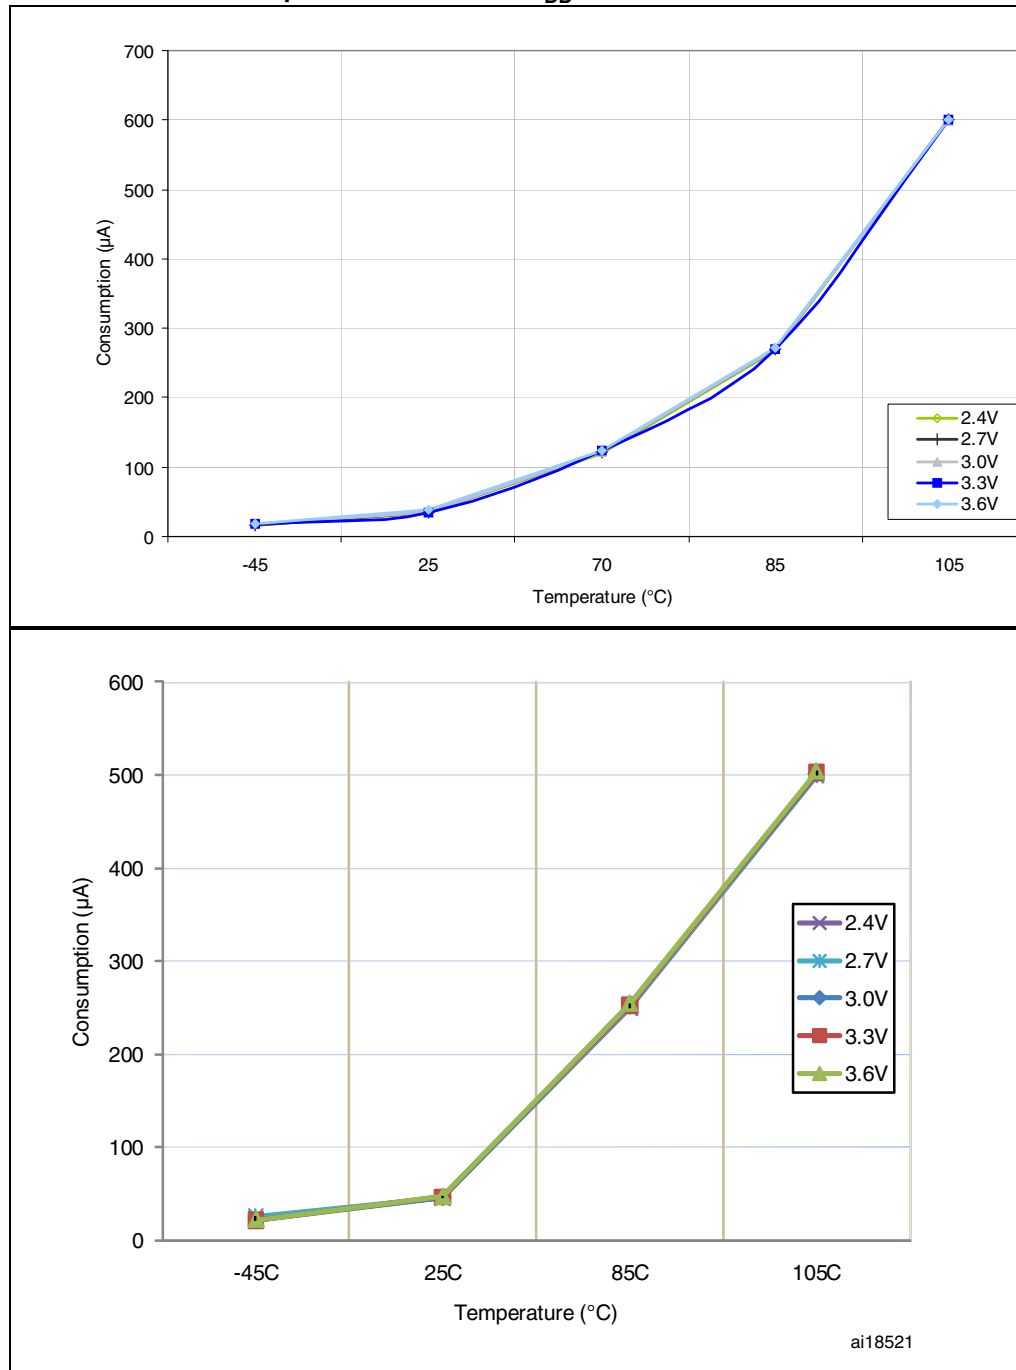 700
600
500
400
300
200
100
0
Consumption (µA)
-45 25 70 85 105
Temperature (°C)
2.4V
2.7V
3.0V
3.3V
3.6V
600
500
400
300
200
100
0
Consumption (µA)
-45C 25C 85C 105C
Temperature (°C)
2.4V
2.7V
3.0V
3.3V
3.6V
ai18521